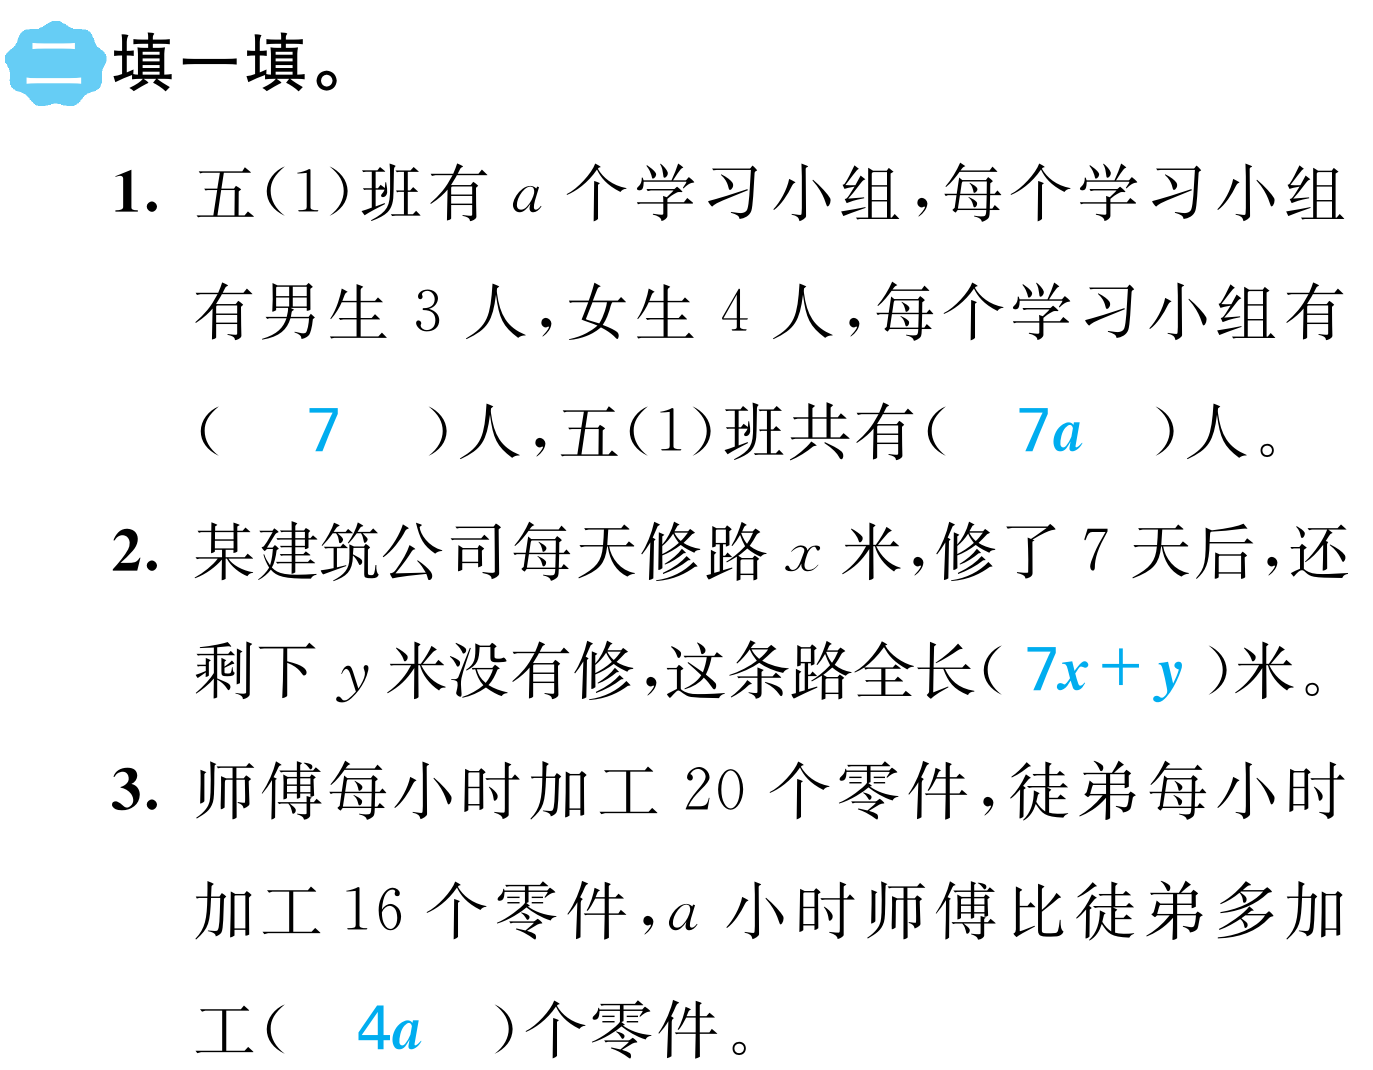 二 填一填。
1. 五(1)班有 a 个学习小组,每个学习小组
有男生 3 人,女生 4 人,每个学习小组有
( 7 )人,五(1)班共有( 7a )人。
2. 某建筑公司每天修路 x 米,修了 7 天后,还
剩下 y 米没有修,这条路全长( 7x+y )米。
3. 师傅每小时加工 20 个零件,徒弟每小时
加工 16 个零件,a 小时师傅比徒弟多加
工( 4a )个零件。